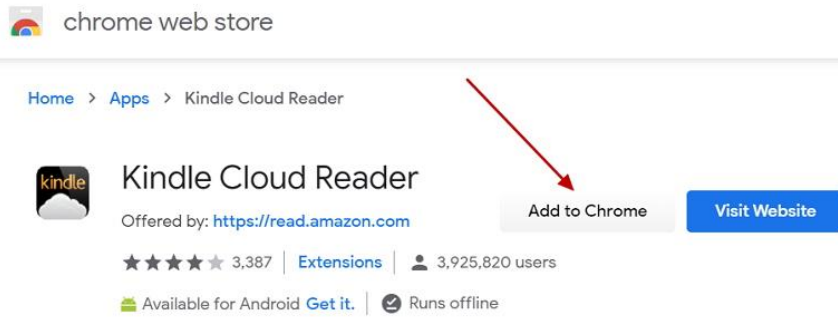 chrome web store
Home > Apps > Kindle Cloud Reader
kindle
Kindle Cloud Reader
Offered by: https://read.amazon.com
Add to Chrome
Visit Website
3,387 | Extensions | 3,925,820 users
Available for Android Get it. | Runs offline